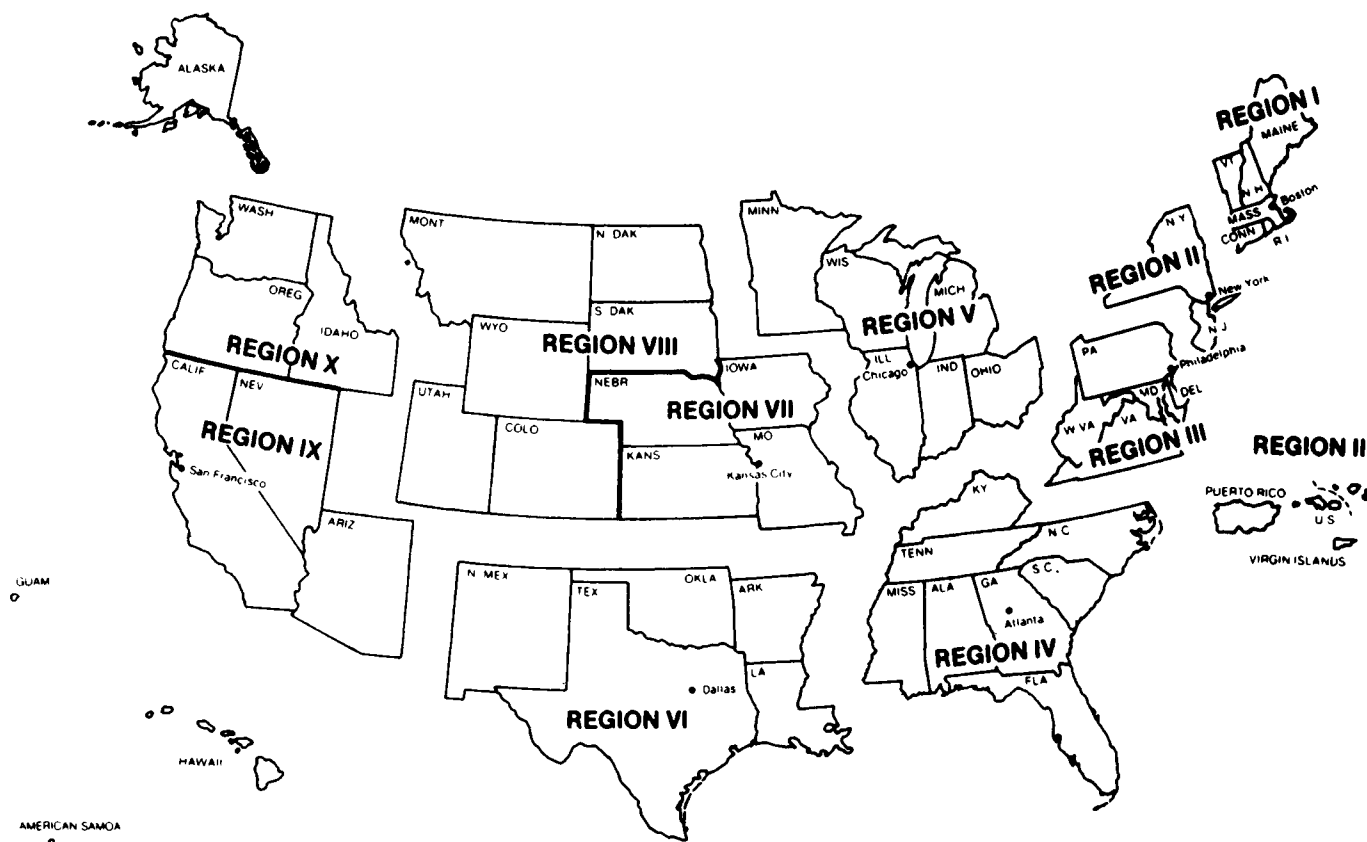 ALASKA
REGION I
MAINE
VT
N H
Boston
MASS
CONN
R I
WASH
MONT
N DAK
MINN
N Y
WIS
MICH
REGION II
New York
N J
OREG
IDAHO
S DAK
WYO
REGION X
REGION VIII
REGION V
CALIF
NEV
UTAH
NEBR
IOWA
ILL
Chicago
IND
OHIO
PA
Philadelphia
MD
DEL
REGION VII
REGION IX
COLO
MO
W VA
VA
REGION III
REGION II
San Francisco
KANS
Kansas City
KY
PUERTO RICO
U S
VIRGIN ISLANDS
ARIZ
TENN
N C
S C
GUAM
N MEX
TEX
OKLA
ARK
MISS
ALA
GA
Atlanta
REGION IV
FLA
LA
Dallas
REGION VI
HAWAII
AMERICAN SAMOA